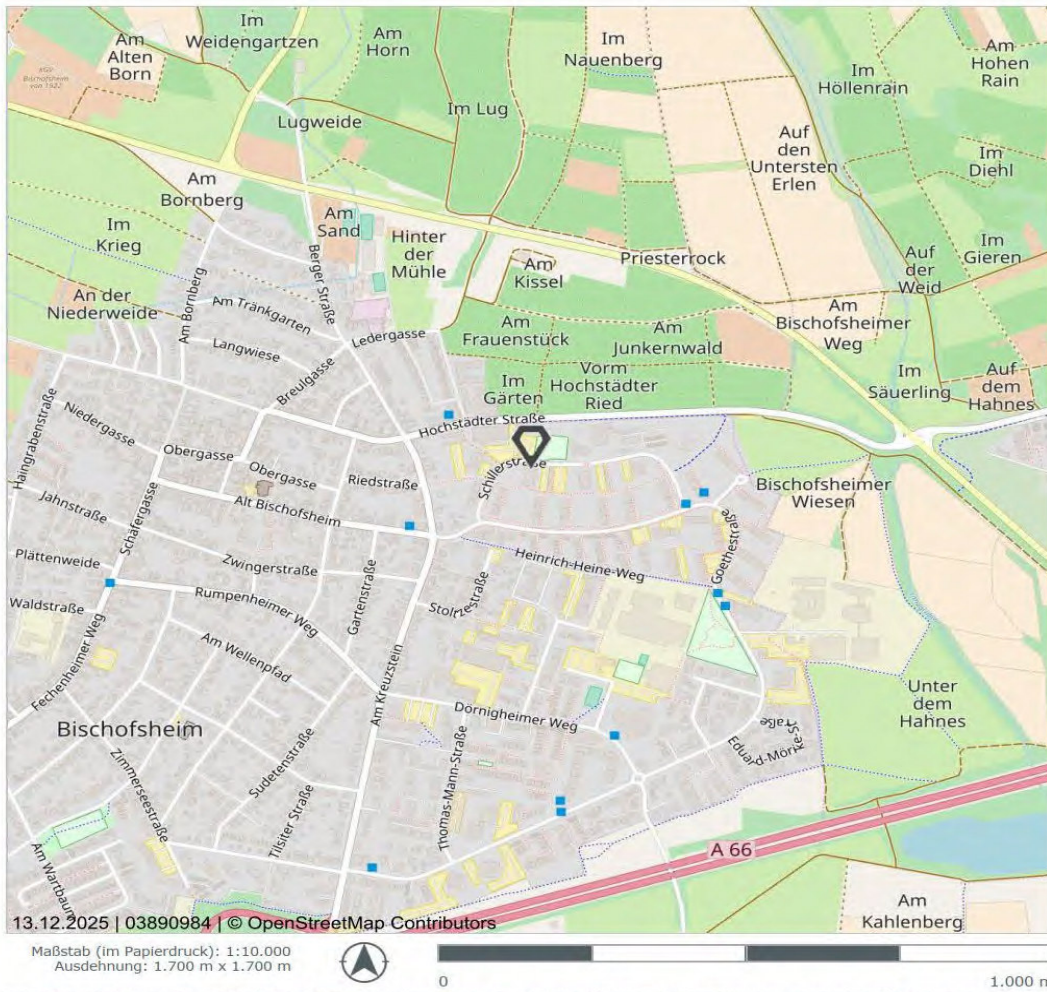 Im
Weidengartzen
Am
Alten
Born
KGV
Bischofsheim
von 1922
Am
Horn
Im
Nauenberg
Am
Hohen
Rain
Im
Höllenrain
Im Lug
Lugweide
Auf
den
Untersten
Erlen
Im
Diehl
Am
Bornberg
Am
Sand
Im
Krieg
Hinter
der
Mühle
Priesterrock
Im
Gieren
Auf
der
Weid
Am
Kissel
An der
Niederweide
Am Bornberg
Berger Straße
Am Tränkgarten
Ledergasse
Langwiese
Breulgasse
Am
Frauenstück
Am
Junkernwald
Am
Bischofsheimer
Weg
Im
Gärten
Vorm
Hochstädter
Ried
Im
Säuerling
Auf
dem
Hahnes
Haingrabenstraße
Niedergasse
Hochstädter Straße
Obergasse
Obergasse
Riedstraße
Schillerstraße
Jahnstraße
Schäfergasse
Alt Bischofsheim
Bischofsheimer
Wiesen
Plättenweide
Zwingerstraße
Gartenstraße
Heinrich-Heine-Weg
Goethestraße
Waldstraße
Rumpenheimer Weg
Stoltzestraße
Fechenheimer Weg
Am Wellenpfad
Am Kreuzstein
Dörnigheimer Weg
Unter
dem
Hahnes
Bischofsheim
Zimmerseestraße
Sudetenstraße
Thomas-Mann-Straße
Eduard-Mörike-Straße
Tilsiter Straße
Am Wartbaum
A 66
Am
Kahlenberg
13.12.2025 | 03890984 | © OpenStreetMap Contributors
Maßstab (im Papierdruck): 1:10.000
Ausdehnung: 1.700 m x 1.700 m
0
1.000 m